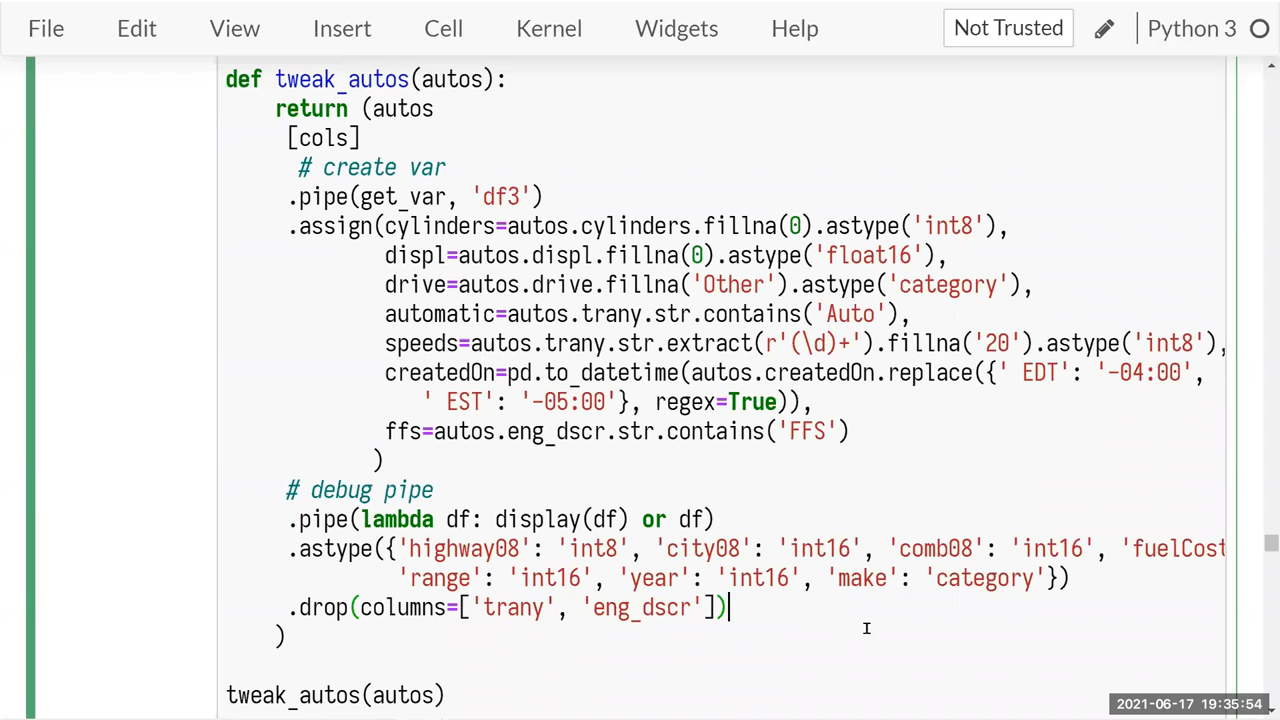 File Edit View Insert Cell Kernel Widgets Help Not Trusted Python 3
def tweak_autos(autos):
    return (autos
     [cols]
      # create var
     .pipe(get_var, 'df3')
     .assign(cylinders=autos.cylinders.fillna(0).astype('int8'),
             displ=autos.displ.fillna(0).astype('float16'),
             drive=autos.drive.fillna('Other').astype('category'),
             automatic=autos.trany.str.contains('Auto'),
             speeds=autos.trany.str.extract(r'(\d)+').fillna('20').astype('int8'),
             createdOn=pd.to_datetime(autos.createdOn.replace({' EDT': '-04:00',
                ' EST': '-05:00'}, regex=True)),
             ffs=autos.eng_dscr.str.contains('FFS')
            )
     # debug pipe
     .pipe(lambda df: display(df) or df)
     .astype({'highway08': 'int8', 'city08': 'int16', 'comb08': 'int16', 'fuelCost
              'range': 'int16', 'year': 'int16', 'make': 'category'})
     .drop(columns=['trany', 'eng_dscr'])
    )
tweak_autos(autos)
2021-06-17 19:35:54